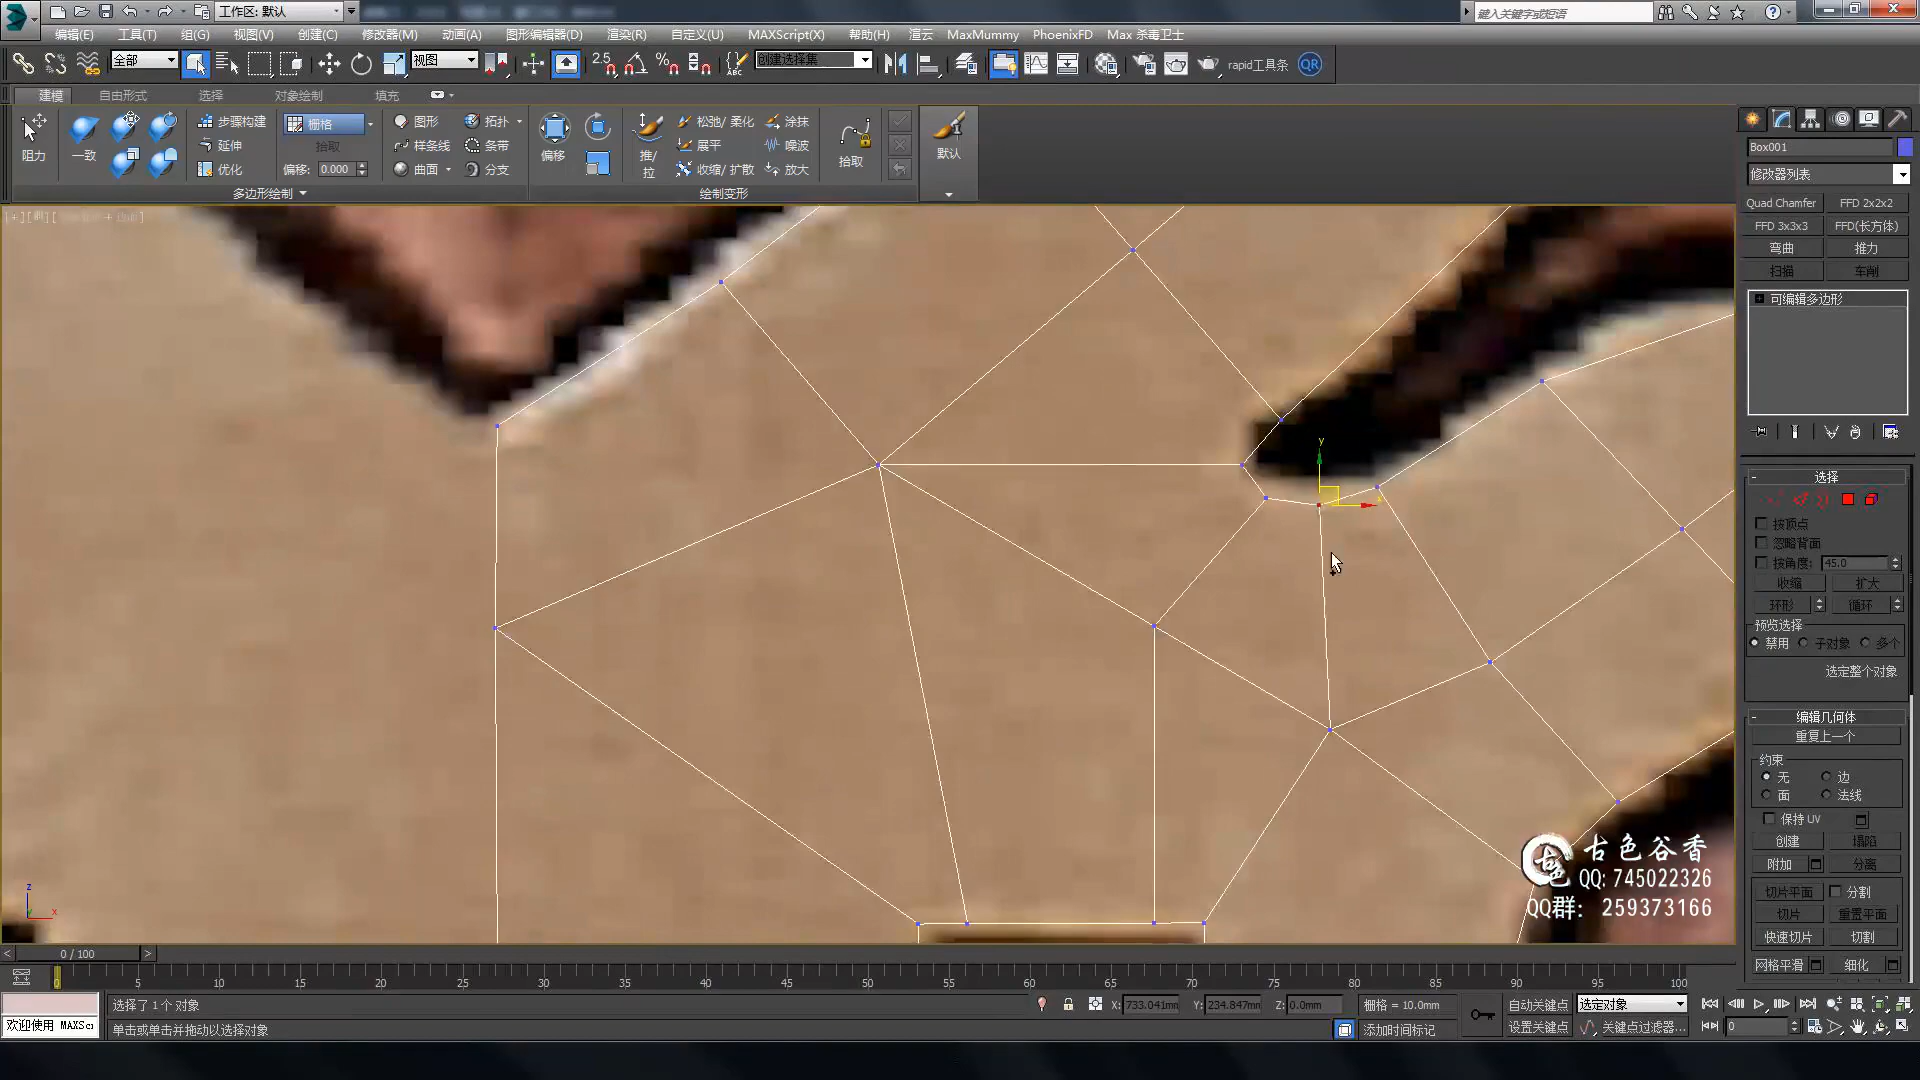 工作区: 默认
键入关键字或短语
编辑(E) 工具(T) 组(G) 视图(V) 创建(C) 修改器(M) 动画(A) 图形编辑器(D) 渲染(R) 自定义(U) MAXScript(X) 帮助(H) 渲云 MaxMummy PhoenixFD Max 杀毒卫士
全部 视图 2.5 ABC 创建选择集 rapid工具条 QR
建模 自由形式 选择 对象绘制 填充
阻力 一致 步骤构建 栅格 图形 拓扑 偏移 推/拉 松弛/柔化 涂抹 拾取 默认
延伸 拾取 样条线 条带 展平 噪波
优化 偏移: 0.000 曲面 分支 收缩/扩散 放大
多边形绘制 绘制变形
Box001
修改器列表
Quad Chamfer FFD 2x2x2
FFD 3x3x3 FFD(长方体)
弯曲 推力
扫描 车削
可编辑多边形
选择
按顶点
忽略背面
按角度: 45.0
收缩 扩大
环形 循环
预览选择
禁用 子对象 多个
选定整个对象
编辑几何体
重复上一个
约束
无 边
面 法线
保持 UV
创建 塌陷
附加 分离
切片平面 分割
切片 重置平面
快速切片 切割
网格平滑 细化
y
x
z
x
古色谷香
QQ: 745022326
QQ群: 259373166
0 / 100
0 5 10 15 20 25 30 35 40 45 50 55 60 65 70 75 80 85 90 95 100
选择了 1 个 对象 X: 733.041mm Y: 234.847mm Z: 0.0mm 栅格 = 10.0mm 自动关键点 选定对象
欢迎使用 MAXScr 单击或单击并拖动以选择对象 添加时间标记 设置关键点 关键点过滤器... 0